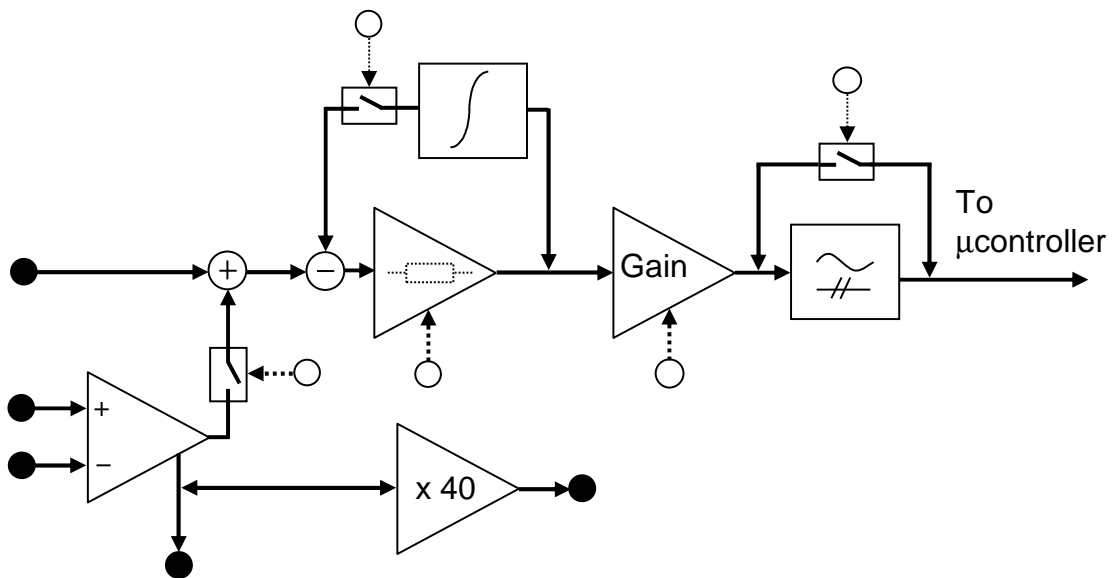 To
μcontroller
+
−
Gain
+
−
x 40